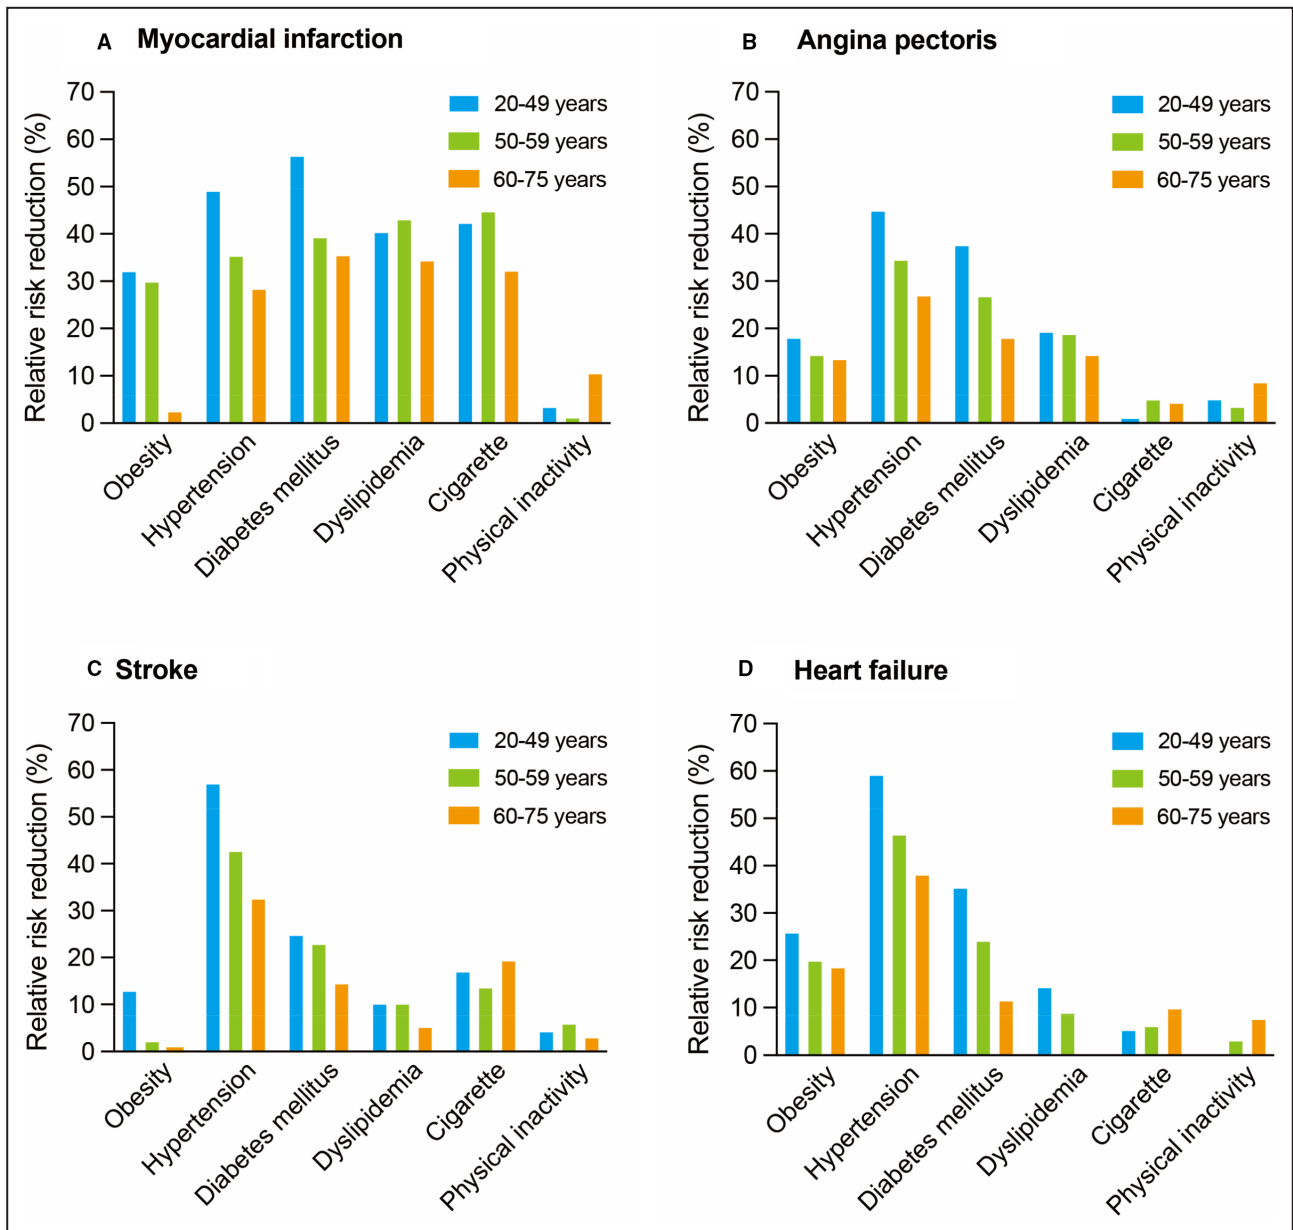 A Myocardial infarction
Relative risk reduction (%)
70
60
50
40
30
20
10
0
20-49 years
50-59 years
60-75 years
Obesity
Hypertension
Diabetes mellitus
Dyslipidemia
Cigarette
Physical inactivity
B Angina pectoris
Relative risk reduction (%)
70
60
50
40
30
20
10
0
20-49 years
50-59 years
60-75 years
Obesity
Hypertension
Diabetes mellitus
Dyslipidemia
Cigarette
Physical inactivity
C Stroke
Relative risk reduction (%)
70
60
50
40
30
20
10
0
20-49 years
50-59 years
60-75 years
Obesity
Hypertension
Diabetes mellitus
Dyslipidemia
Cigarette
Physical inactivity
D Heart failure
Relative risk reduction (%)
70
60
50
40
30
20
10
0
20-49 years
50-59 years
60-75 years
Obesity
Hypertension
Diabetes mellitus
Dyslipidemia
Cigarette
Physical inactivity